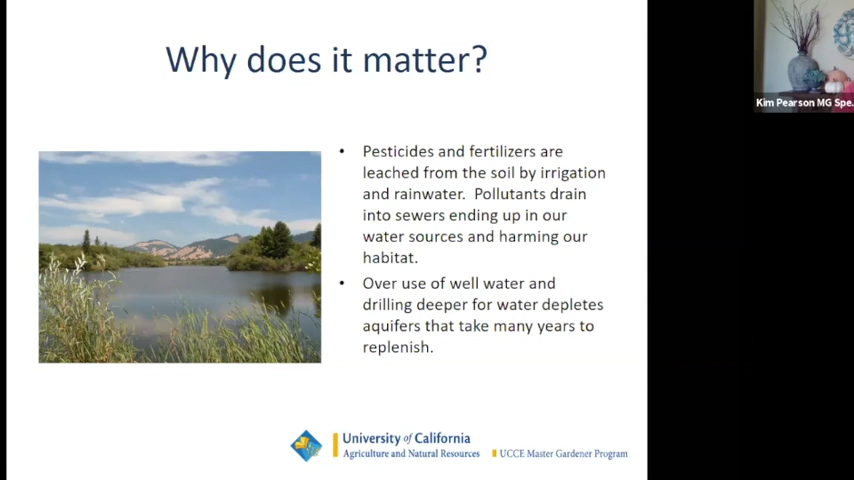 Why does it matter?
• Pesticides and fertilizers are
leached from the soil by irrigation
and rainwater. Pollutants drain
into sewers ending up in our
water sources and harming our
habitat.
• Over use of well water and
drilling deeper for water depletes
aquifers that take many years to
replenish.
University of California
Agriculture and Natural Resources
UCCE Master Gardener Program
Kim Pearson MG Spe...